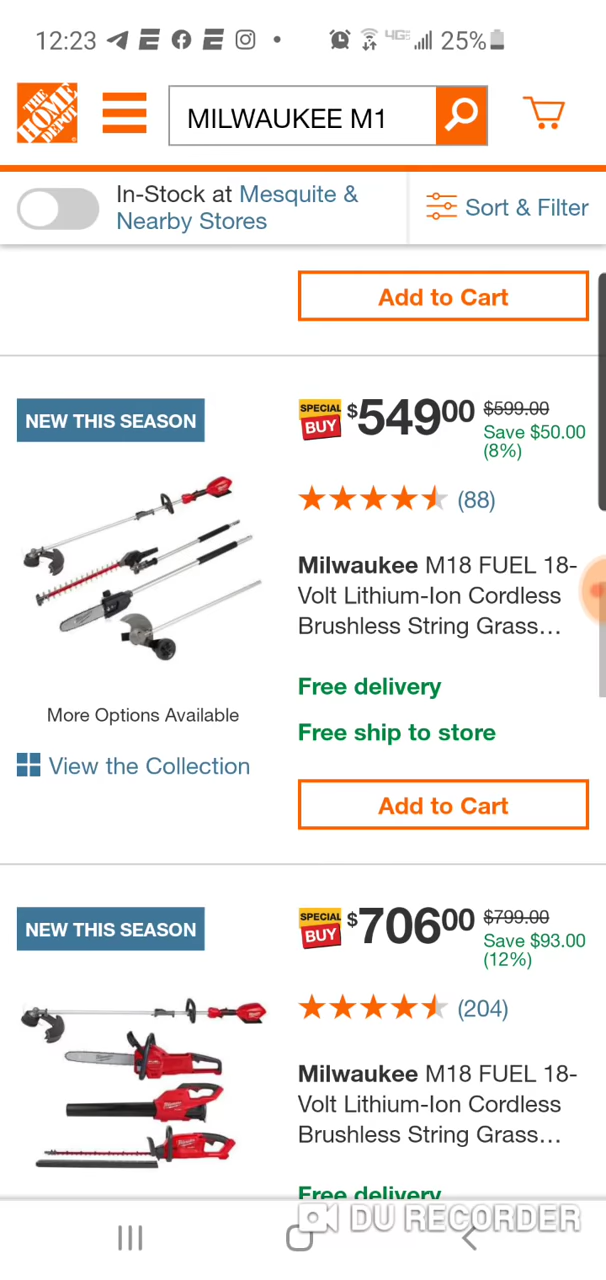 12:23
4GE
25%
THE HOME DEPOT
MILWAUKEE M1
In-Stock at Mesquite &
Nearby Stores
Sort & Filter
Add to Cart
NEW THIS SEASON
SPECIAL BUY
$549 00
$599.00
Save $50.00
(8%)
(88)
Milwaukee M18 FUEL 18-
Volt Lithium-Ion Cordless
Brushless String Grass...
Free delivery
Free ship to store
More Options Available
View the Collection
Add to Cart
NEW THIS SEASON
SPECIAL BUY
$706 00
$799.00
Save $93.00
(12%)
(204)
Milwaukee M18 FUEL 18-
Volt Lithium-Ion Cordless
Brushless String Grass...
Free delivery
DU RECORDER